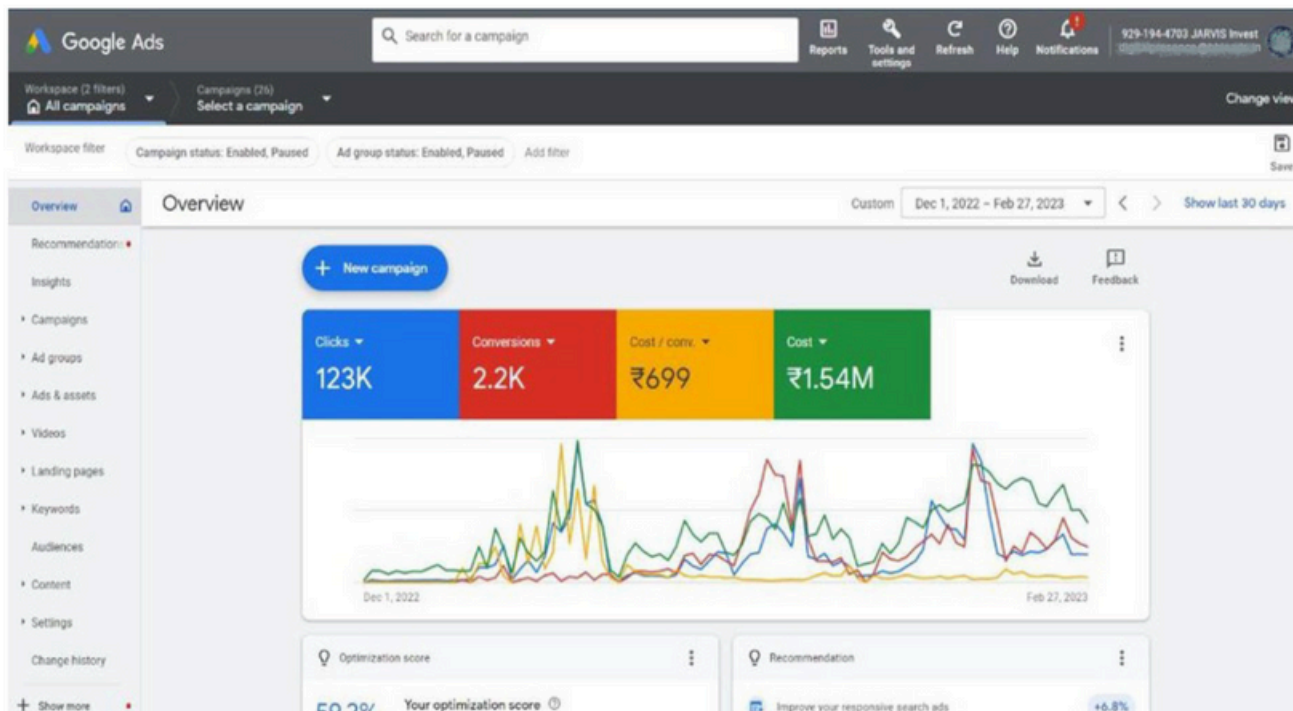 Google Ads
Search for a campaign
Reports
Tools and settings
Refresh
Help
Notifications
929-194-4703 JARVIS Invest
Workspace (2 filters)
All campaigns
Campaigns (26)
Select a campaign
Change view
Workspace filter
Campaign status: Enabled, Paused
Ad group status: Enabled, Paused
Add filter
Save
Overview
Recommendation
Insights
Campaigns
Ad groups
Ads & assets
Videos
Landing pages
Keywords
Audiences
Content
Settings
Change history
+ Show more
Overview
Custom
Dec 1, 2022 – Feb 27, 2023
Show last 30 days
+ New campaign
Download
Feedback
Clicks
123K
Conversions
2.2K
Cost / conv.
₹699
Cost
₹1.54M
Dec 1, 2022
Feb 27, 2023
Optimization score
59.2%
Your optimization score
Recommendation
Improve your responsive search ads
+6.8%